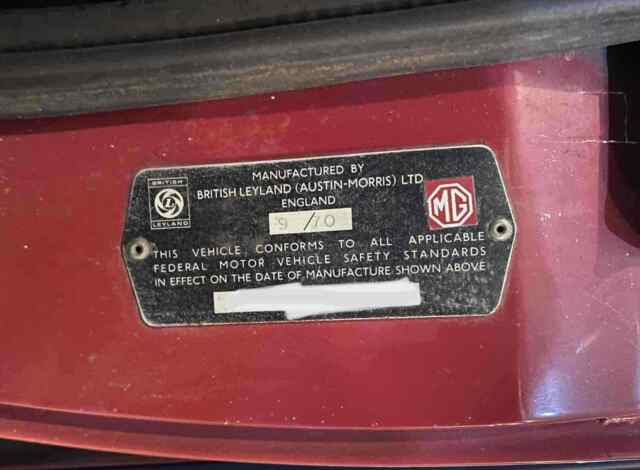 MANUFACTURED BY
BRITISH LEYLAND (AUSTIN-MORRIS) LTD
ENGLAND
BRITISH
L
LEYLAND
9 / 70
MG
THIS VEHICLE CONFORMS TO ALL APPLICABLE
FEDERAL MOTOR VEHICLE SAFETY STANDARDS
IN EFFECT ON THE DATE OF MANUFACTURE SHOWN ABOVE